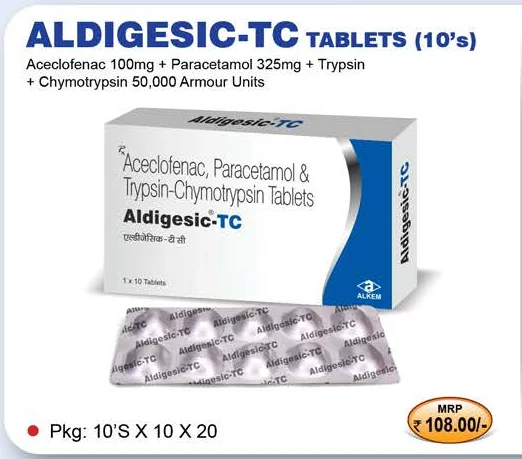 ALDIGESIC-TC TABLETS (10's)
Aceclofenac 100mg + Paracetamol 325mg + Trypsin
+ Chymotrypsin 50,000 Armour Units
Aldigesic-TC
Rx
Aceclofenac, Paracetamol &
Trypsin-Chymotrypsin Tablets
Aldigesic®-TC
एल्डीजेसिक-टी सी
1 x 10 Tablets
a
ALKEM
Aldigesic-TC
Aldigesic-TC Aldigesic-TC Aldigesic-TC
Aldigesic-TC Aldigesic-TC Aldigesic-TC
• Pkg: 10'S X 10 X 20
MRP
₹ 108.00/-